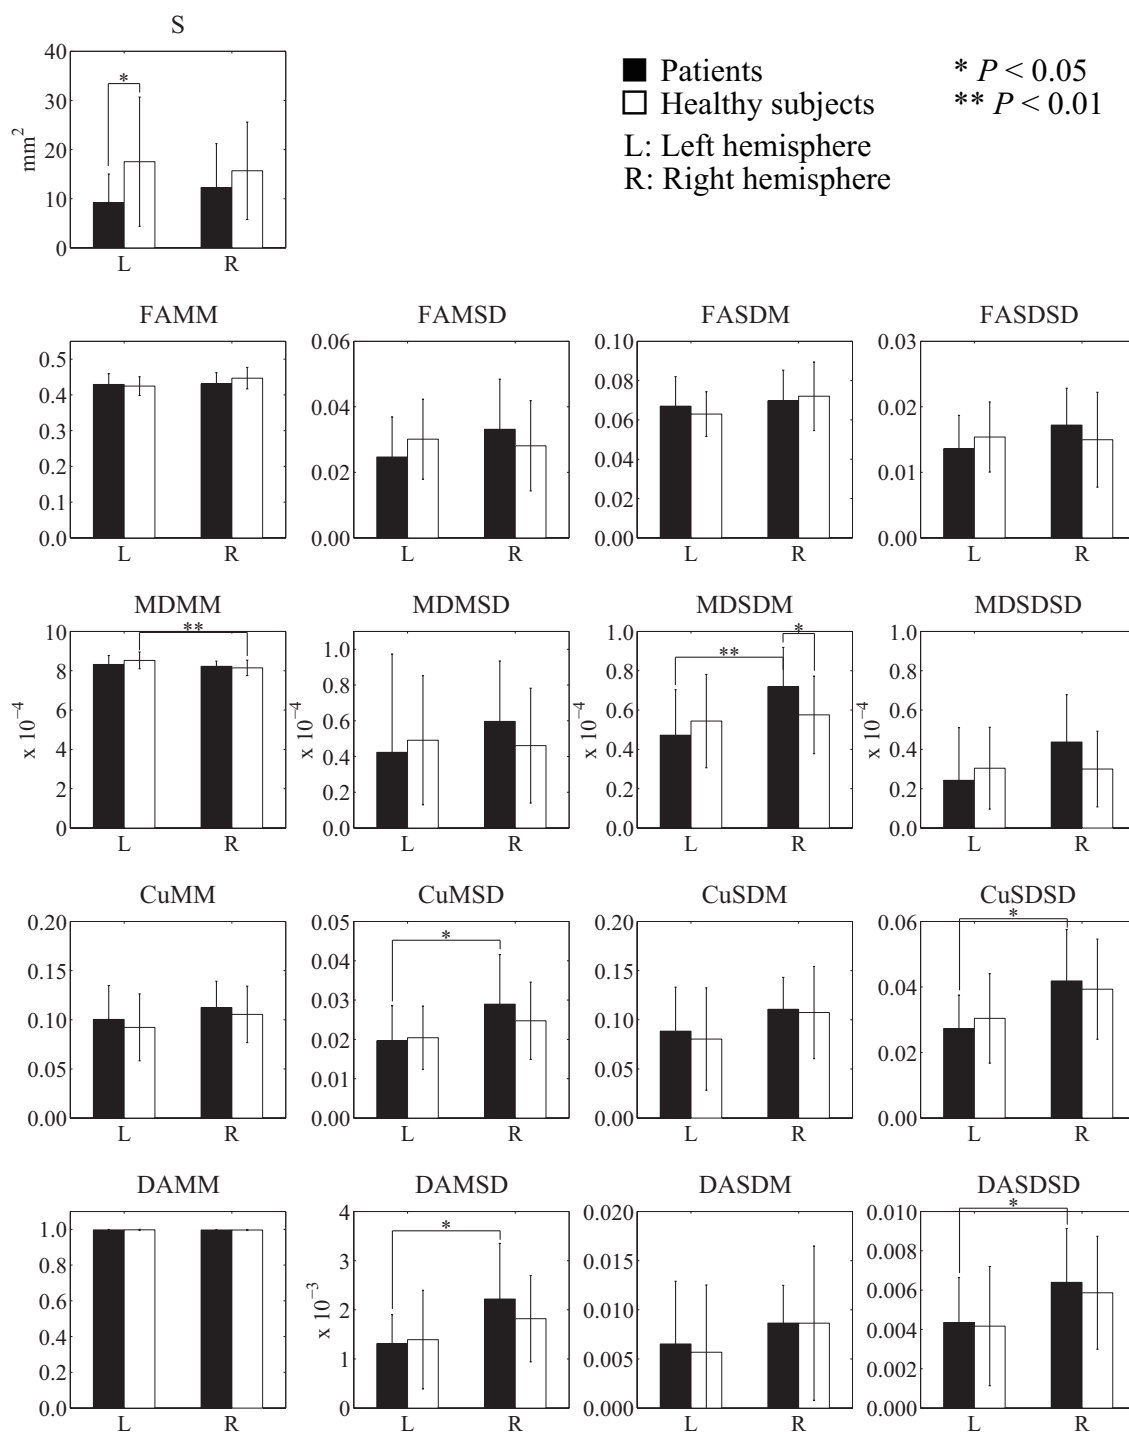 S
40
30
20
10
0
mm²
*
L R
Patients * P < 0.05
Healthy subjects ** P < 0.01
L: Left hemisphere
R: Right hemisphere
FAMM
0.5
0.4
0.3
0.2
0.1
0.0
L R
FAMSD
0.06
0.04
0.02
0.00
L R
FASDM
0.10
0.08
0.06
0.04
0.02
0.00
L R
FASDSD
0.03
0.02
0.01
0.00
L R
MDMM
10
8
6
4
2
0
x 10⁻⁴
**
L R
MDMSD
1.0
0.8
0.6
0.4
0.2
0.0
x 10⁻⁴
L R
MDSDM
1.0
0.8
0.6
0.4
0.2
0.0
x 10⁻⁴
**
*
L R
MDSDSD
1.0
0.8
0.6
0.4
0.2
0
x 10⁻⁴
L R
CuMM
0.20
0.15
0.10
0.05
0.00
L R
CuMSD
0.05
0.04
0.03
0.02
0.01
0.00
*
L R
CuSDM
0.20
0.15
0.10
0.05
0.00
L R
CuSDSD
0.06
0.04
0.02
0.00
*
L R
DAMM
1.0
0.8
0.6
0.4
0.2
0.0
L R
DAMSD
4
3
2
1
0
x 10⁻³
*
L R
DASDM
0.020
0.015
0.010
0.005
0.000
L R
DASDSD
0.010
0.008
0.006
0.004
0.002
0.000
*
L R